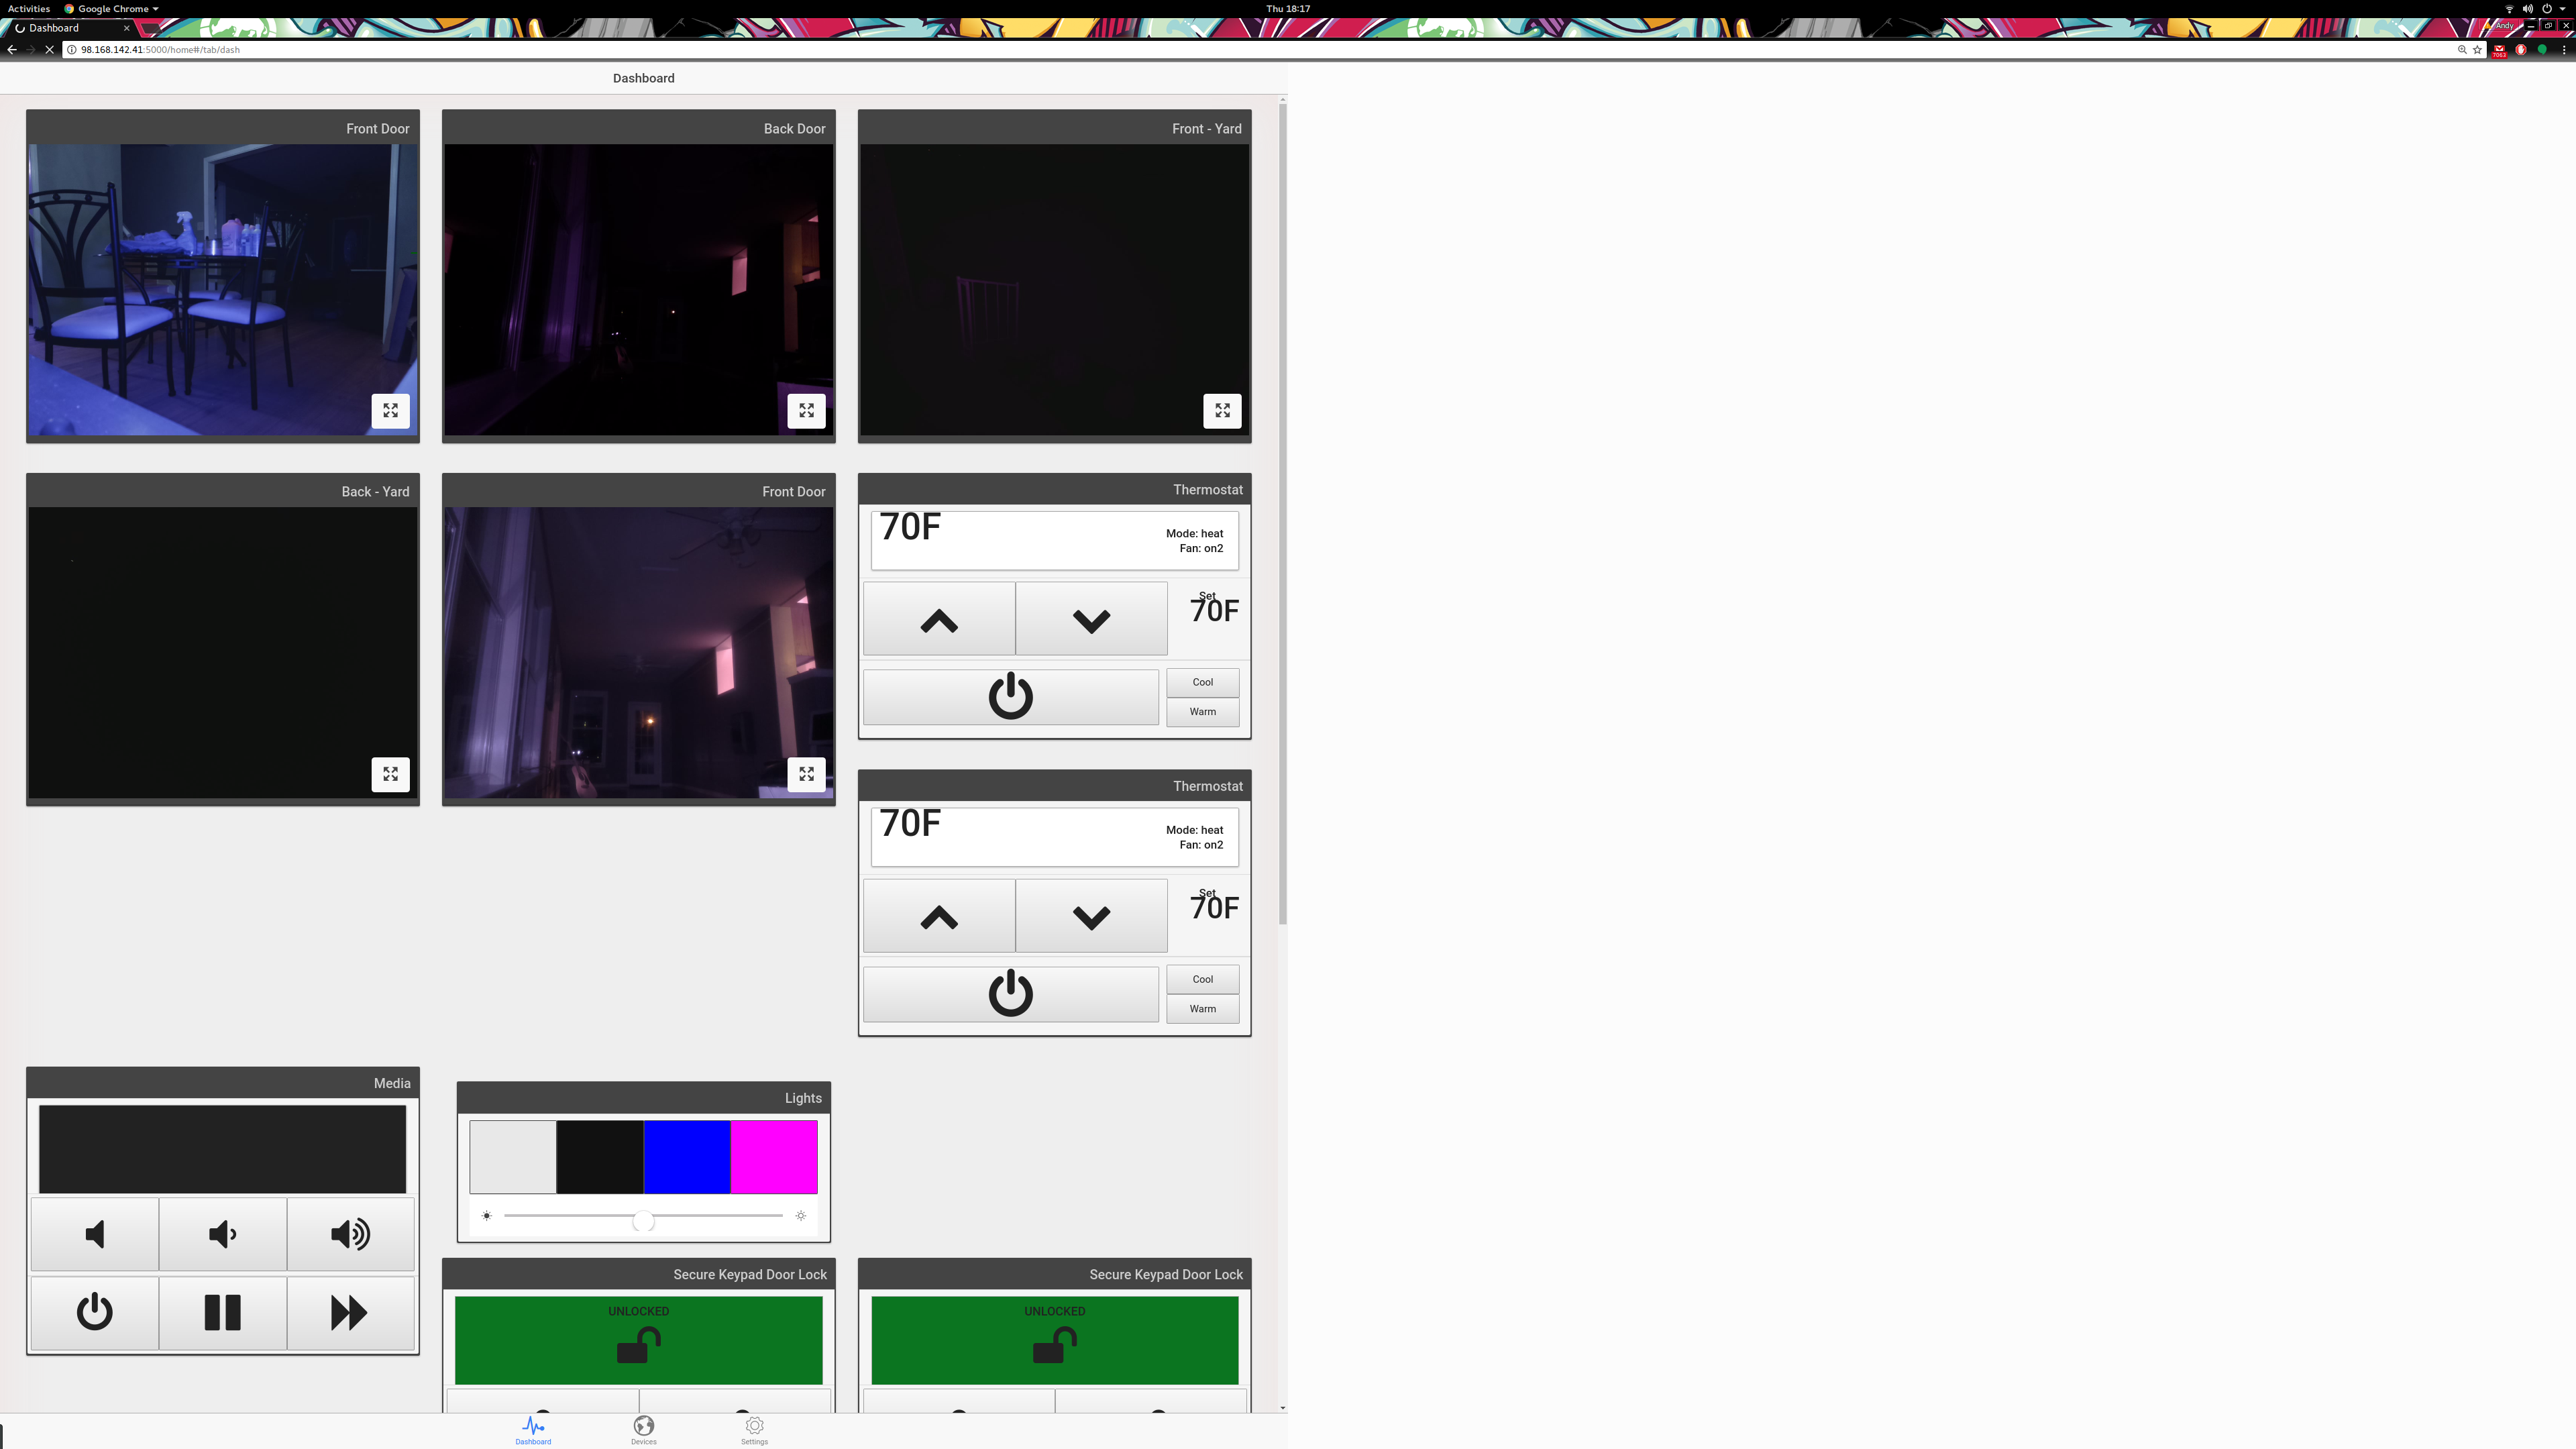 Activities Google Chrome Thu 18:17
Dashboard Andy
98.168.142.41:5000/home#/tab/dash 7063
Dashboard
Front Door Back Door Front - Yard
Back - Yard Front Door Thermostat
70F Mode: heat
Fan: on2
Set
70F
Cool
Warm
Thermostat
70F Mode: heat
Fan: on2
Set
70F
Cool
Warm
Media
Lights
Secure Keypad Door Lock Secure Keypad Door Lock
UNLOCKED UNLOCKED
Dashboard Devices Settings